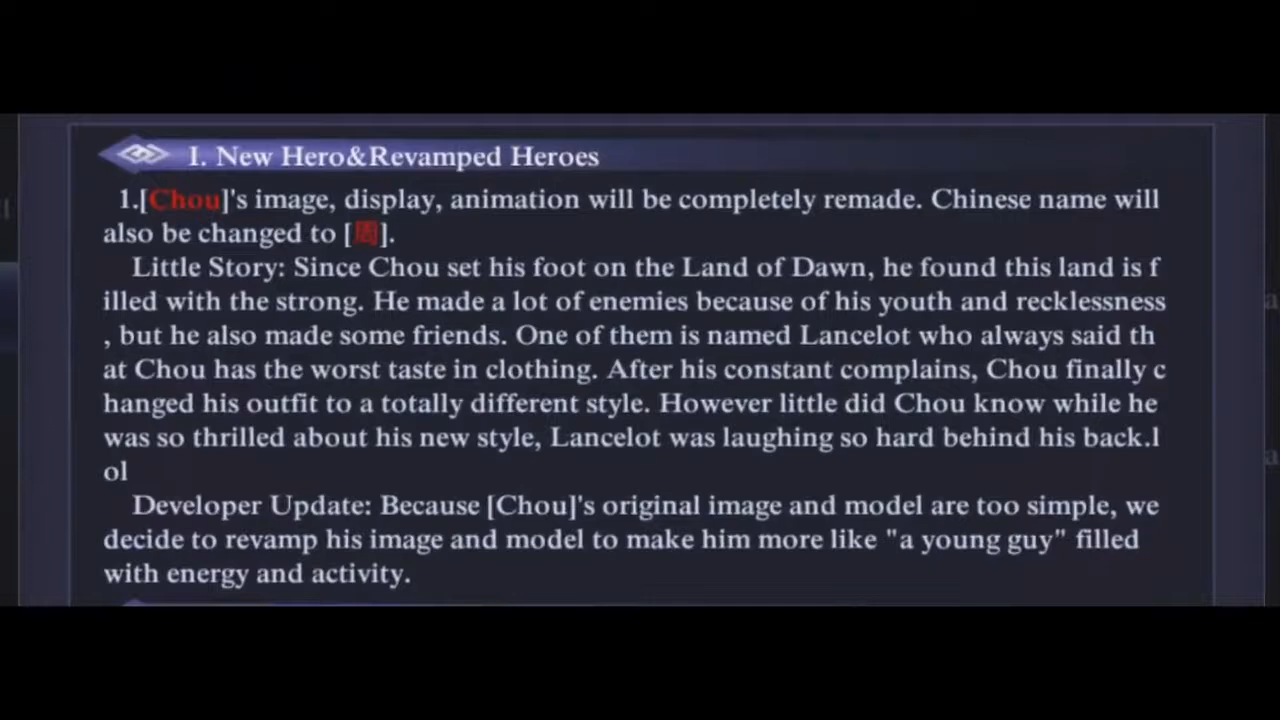 I. New Hero&Revamped Heroes
1.[Chou]'s image, display, animation will be completely remade. Chinese name will
also be changed to [周].
Little Story: Since Chou set his foot on the Land of Dawn, he found this land is f
illed with the strong. He made a lot of enemies because of his youth and recklessness
, but he also made some friends. One of them is named Lancelot who always said th
at Chou has the worst taste in clothing. After his constant complains, Chou finally c
hanged his outfit to a totally different style. However little did Chou know while he
was so thrilled about his new style, Lancelot was laughing so hard behind his back.l
ol
Developer Update: Because [Chou]'s original image and model are too simple, we
decide to revamp his image and model to make him more like "a young guy" filled
with energy and activity.